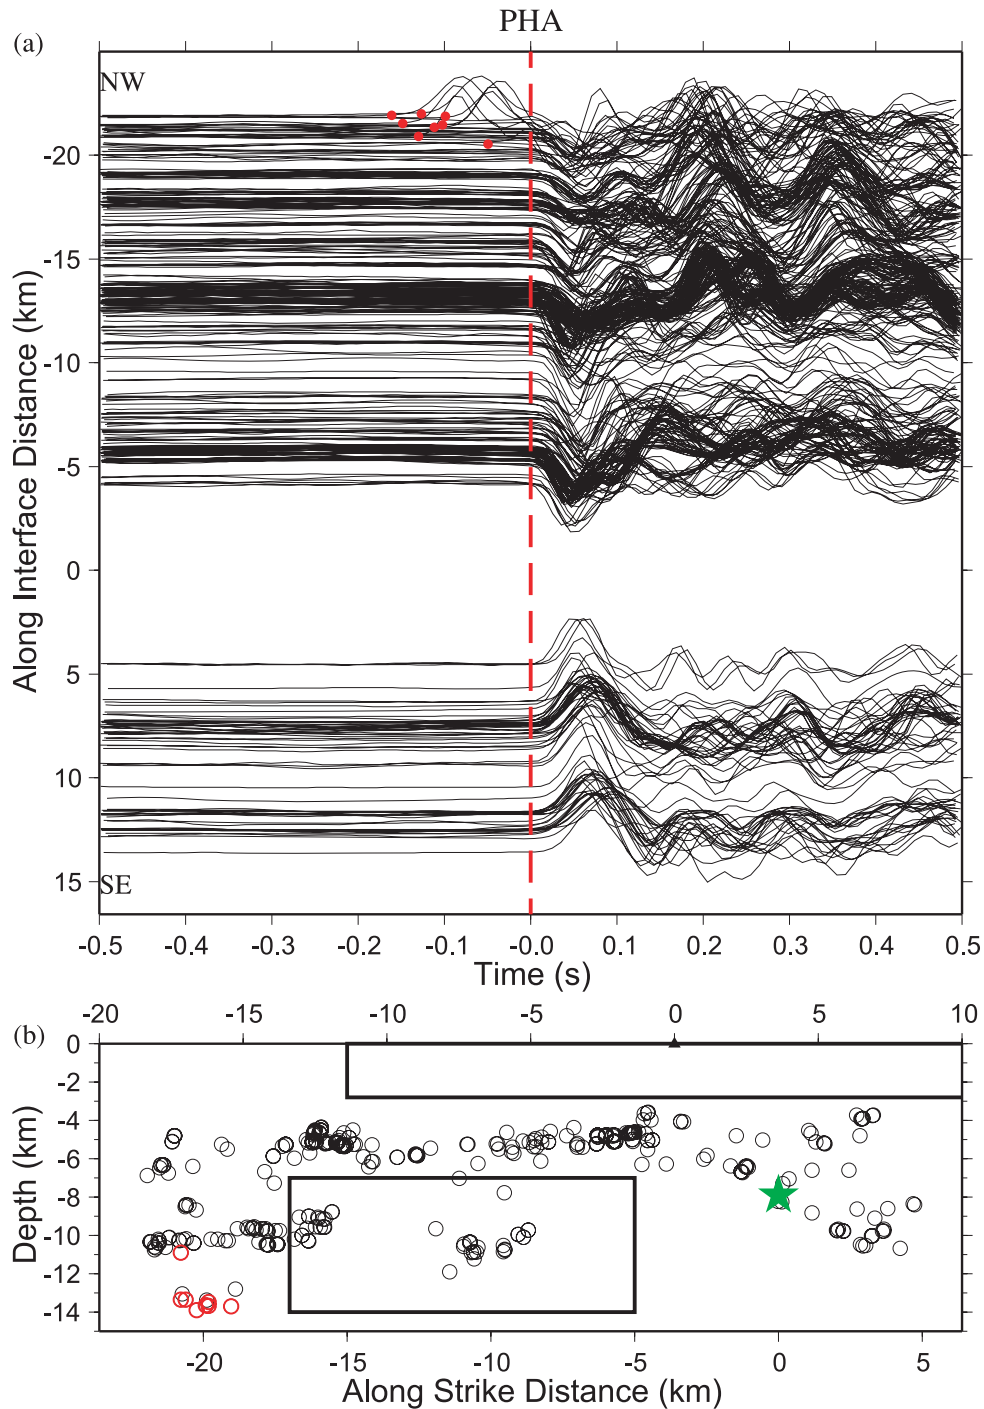 PHA
(a)
NW
-20
-15
-10
-5
0
5
10
15
SE
Along Interface Distance (km)
-0.5 -0.4 -0.3 -0.2 -0.1 -0.0 0.1 0.2 0.3 0.4 0.5
Time (s)
(b)
-20 -15 -10 -5 0 5 10
0
-2
-4
-6
-8
-10
-12
-14
Depth (km)
-20 -15 -10 -5 0 5
Along Strike Distance (km)